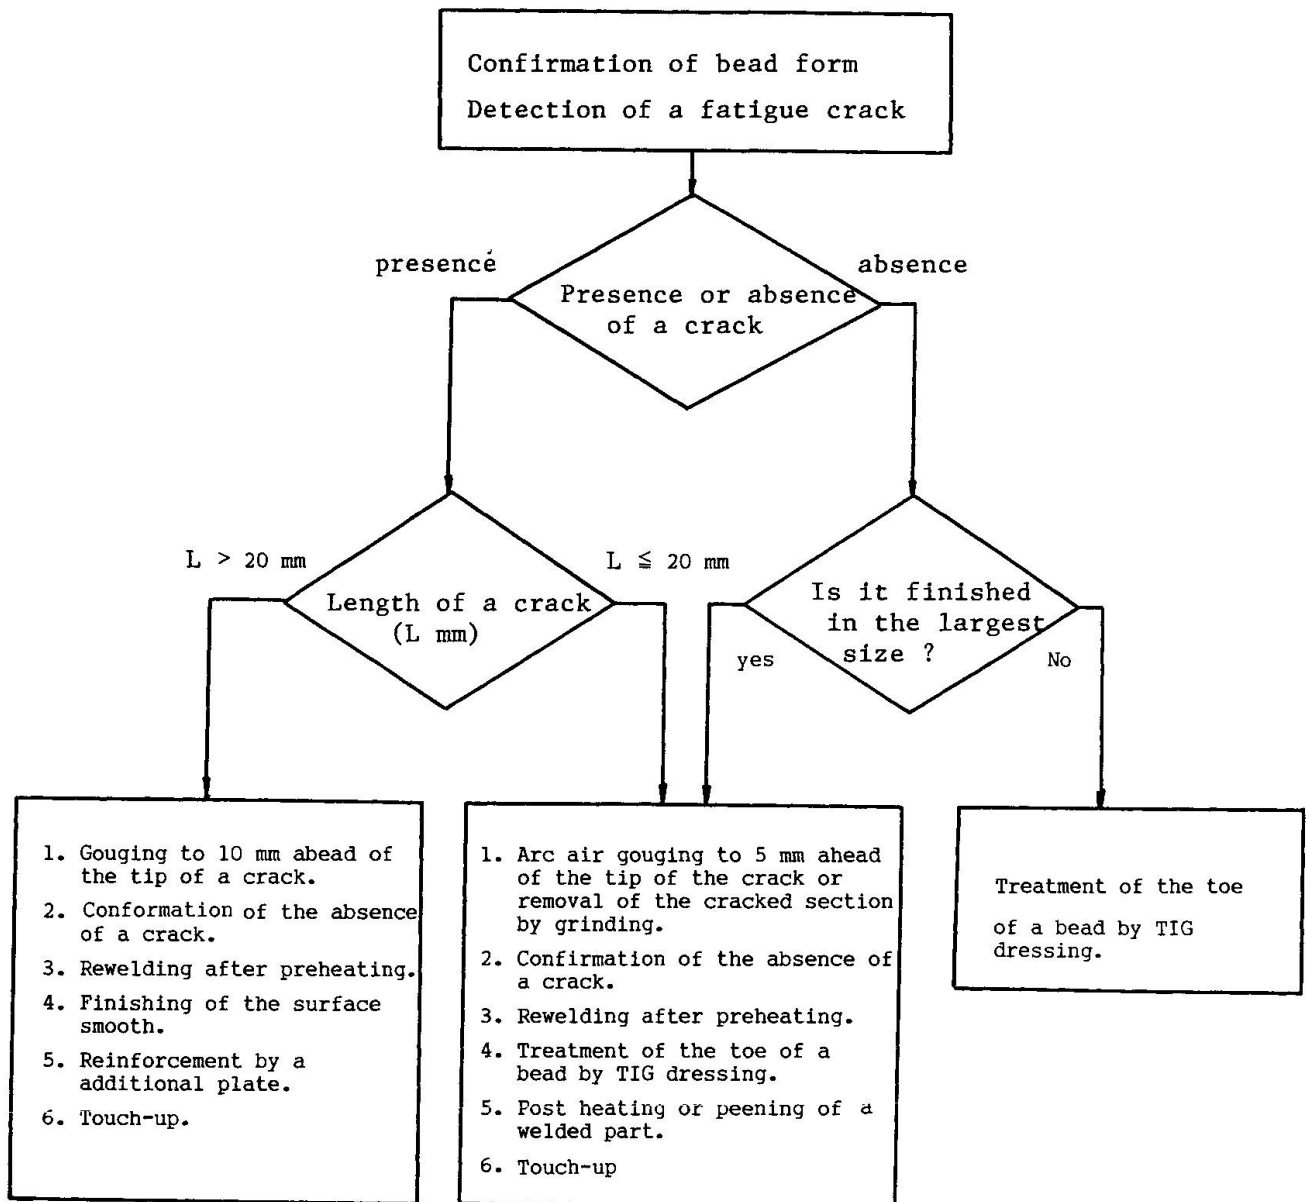 Confirmation of bead form
Detection of a fatigue crack
presence
absence
Presence or absence
of a crack
L > 20 mm
L ≦ 20 mm
Length of a crack
(L mm)
Is it finished
in the largest
size ?
yes
No
1. Gouging to 10 mm abead of
the tip of a crack.
2. Conformation of the absence
of a crack.
3. Rewelding after preheating.
4. Finishing of the surface
smooth.
5. Reinforcement by a
additional plate.
6. Touch-up.
1. Arc air gouging to 5 mm ahead
of the tip of the crack or
removal of the cracked section
by grinding.
2. Confirmation of the absence of
a crack.
3. Rewelding after preheating.
4. Treatment of the toe of a
bead by TIG dressing.
5. Post heating or peening of a
welded part.
6. Touch-up
Treatment of the toe
of a bead by TIG
dressing.